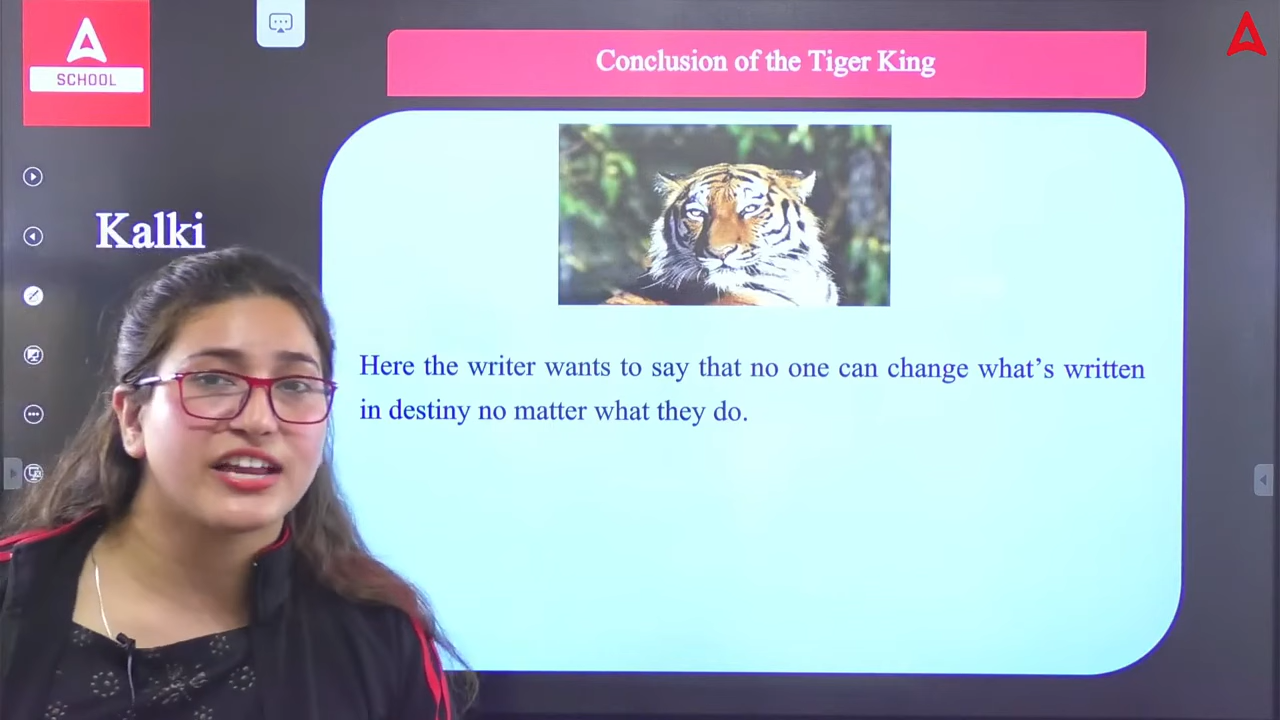 SCHOOL
Conclusion of the Tiger King
Kalki
Here the writer wants to say that no one can change what's written
in destiny no matter what they do.